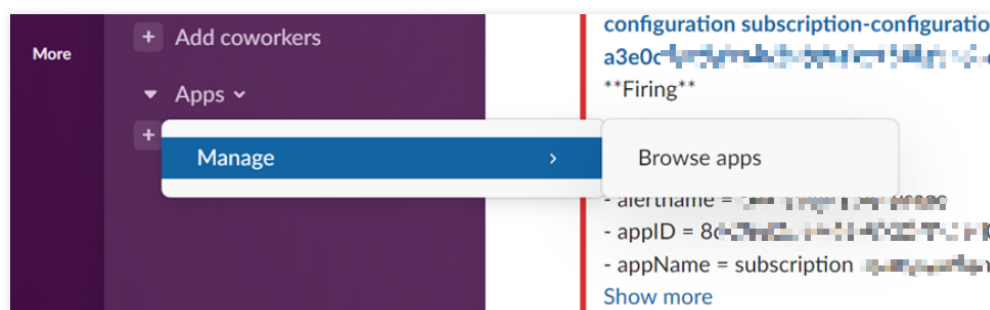 More
+ Add coworkers
Apps
+
Manage
Browse apps
configuration subscription-configuratio
a3e0c
**Firing**
- alertname =
- appID = 8
- appName = subscription
Show more